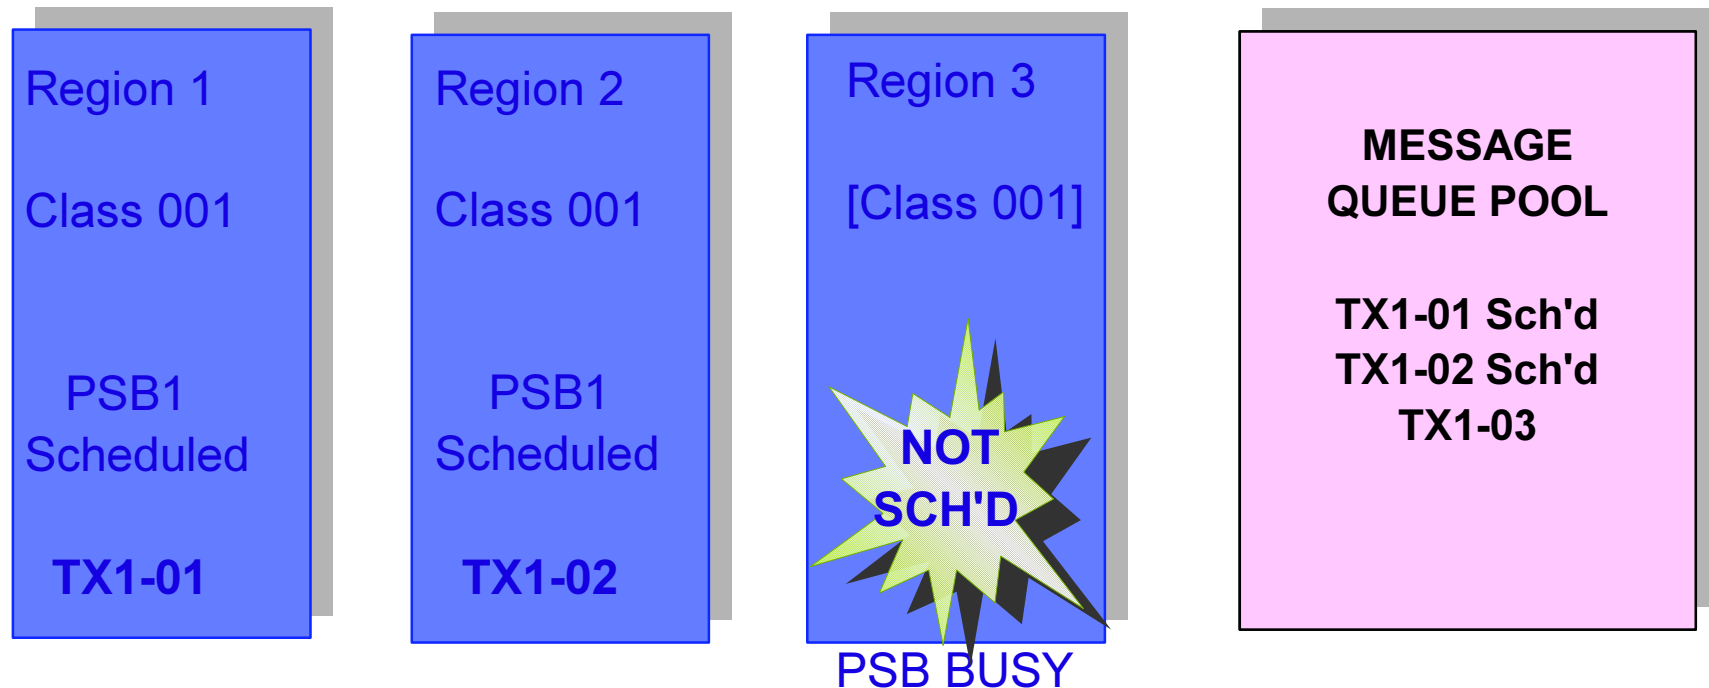 Region 1
Class 001
PSB1
Scheduled
TX1-01
Region 2
Class 001
PSB1
Scheduled
TX1-02
Region 3
[Class 001]
NOT
SCH'D
PSB BUSY
MESSAGE
QUEUE POOL
TX1-01 Sch'd
TX1-02 Sch'd
TX1-03